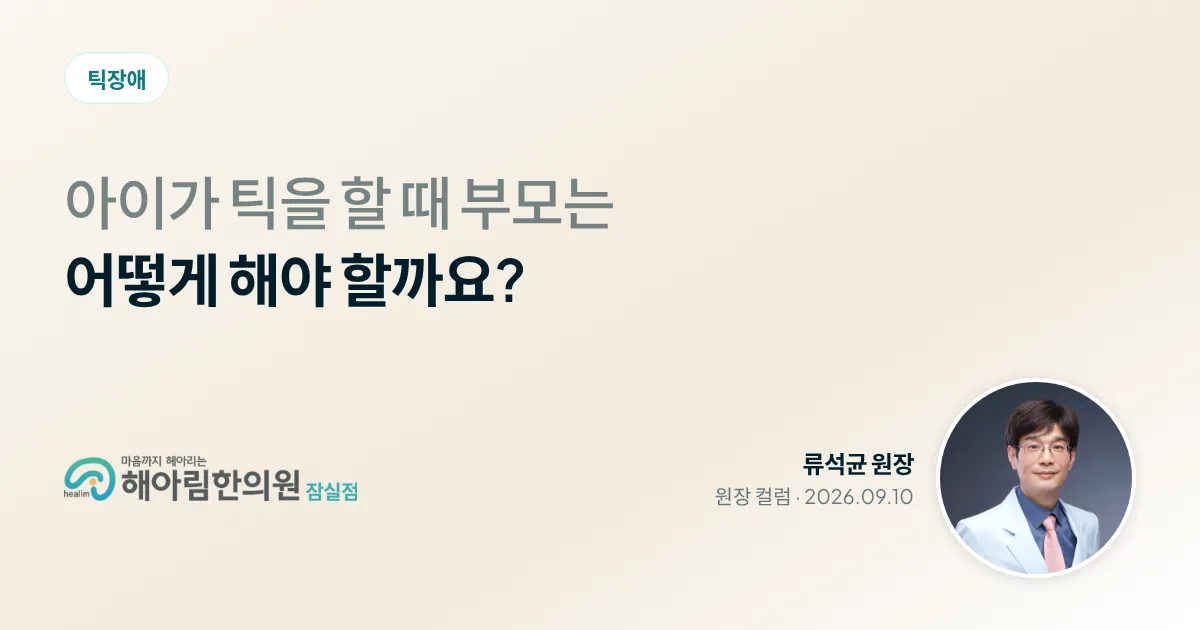 틱장애
아이가 틱을 할 때 부모는
어떻게 해야 할까요?
마음까지 헤아리는
healim
해아림한의원 잠실점
류석균 원장
원장 컬럼 · 2026.09.10